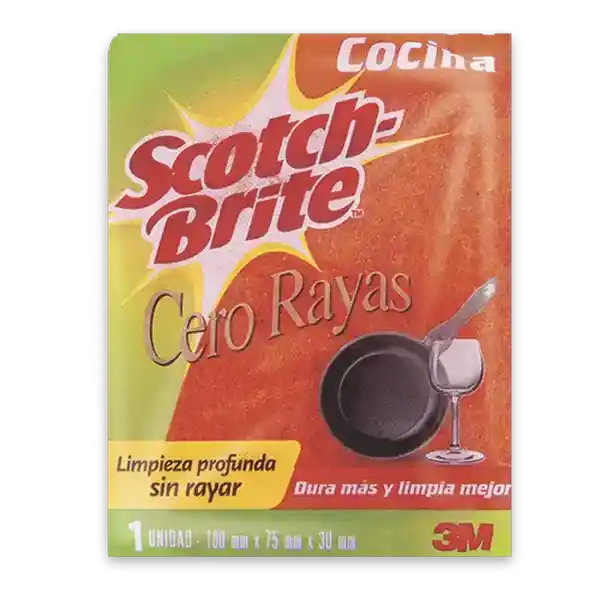 Cocina
Scotch-
Brite™
Cero Rayas
Limpieza profunda
sin rayar
Dura más y limpia mejor
1 UNIDAD - 100 mm x 75 mm x 30 mm
3M